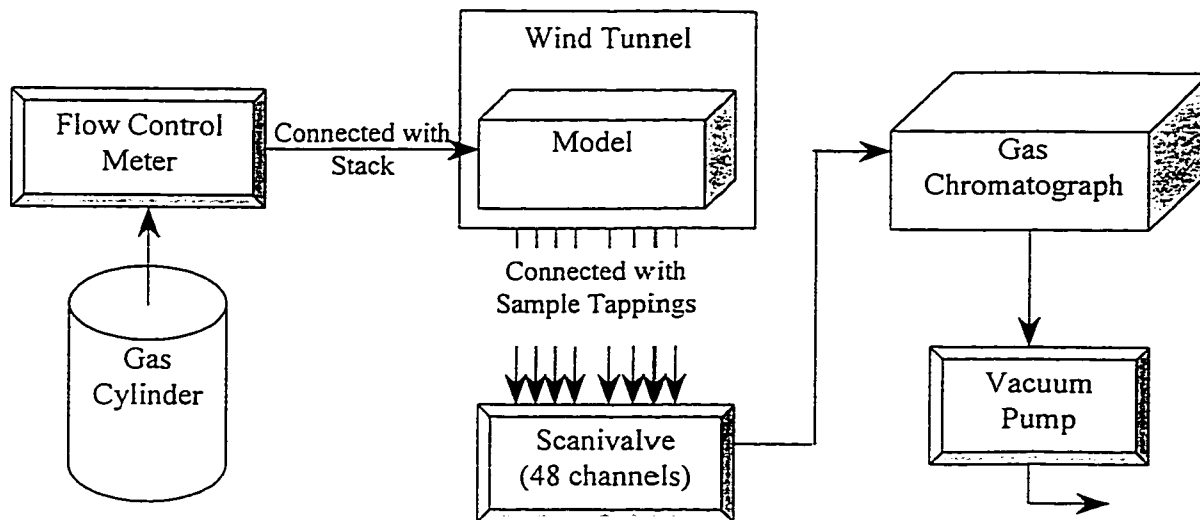 Wind Tunnel
Flow Control
Meter
Connected with
Stack
Model
Gas
Chromatograph
Connected with
Sample Tappings
Gas
Cylinder
Scanivalve
(48 channels)
Vacuum
Pump